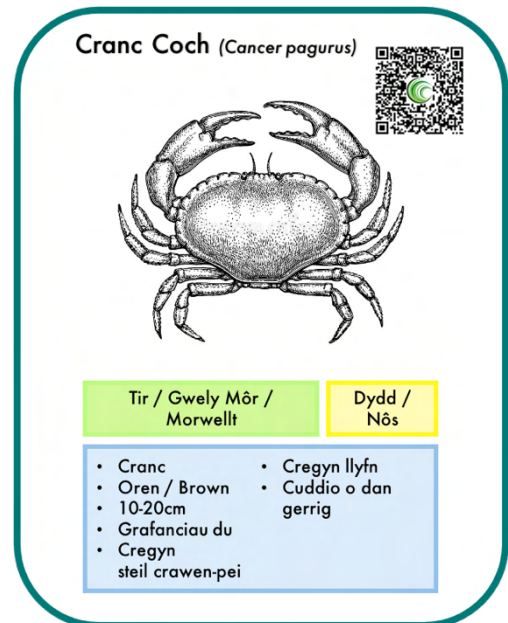 Cranc Coch (Cancer pagurus)
Tir / Gwely Môr /
Morwellt
Dydd /
Nôs
• Cranc
• Oren / Brown
• 10-20cm
• Grafanciau du
• Cregyn
steil crawen-pei
• Cregyn llyfn
• Cuddio o dan
gerrig